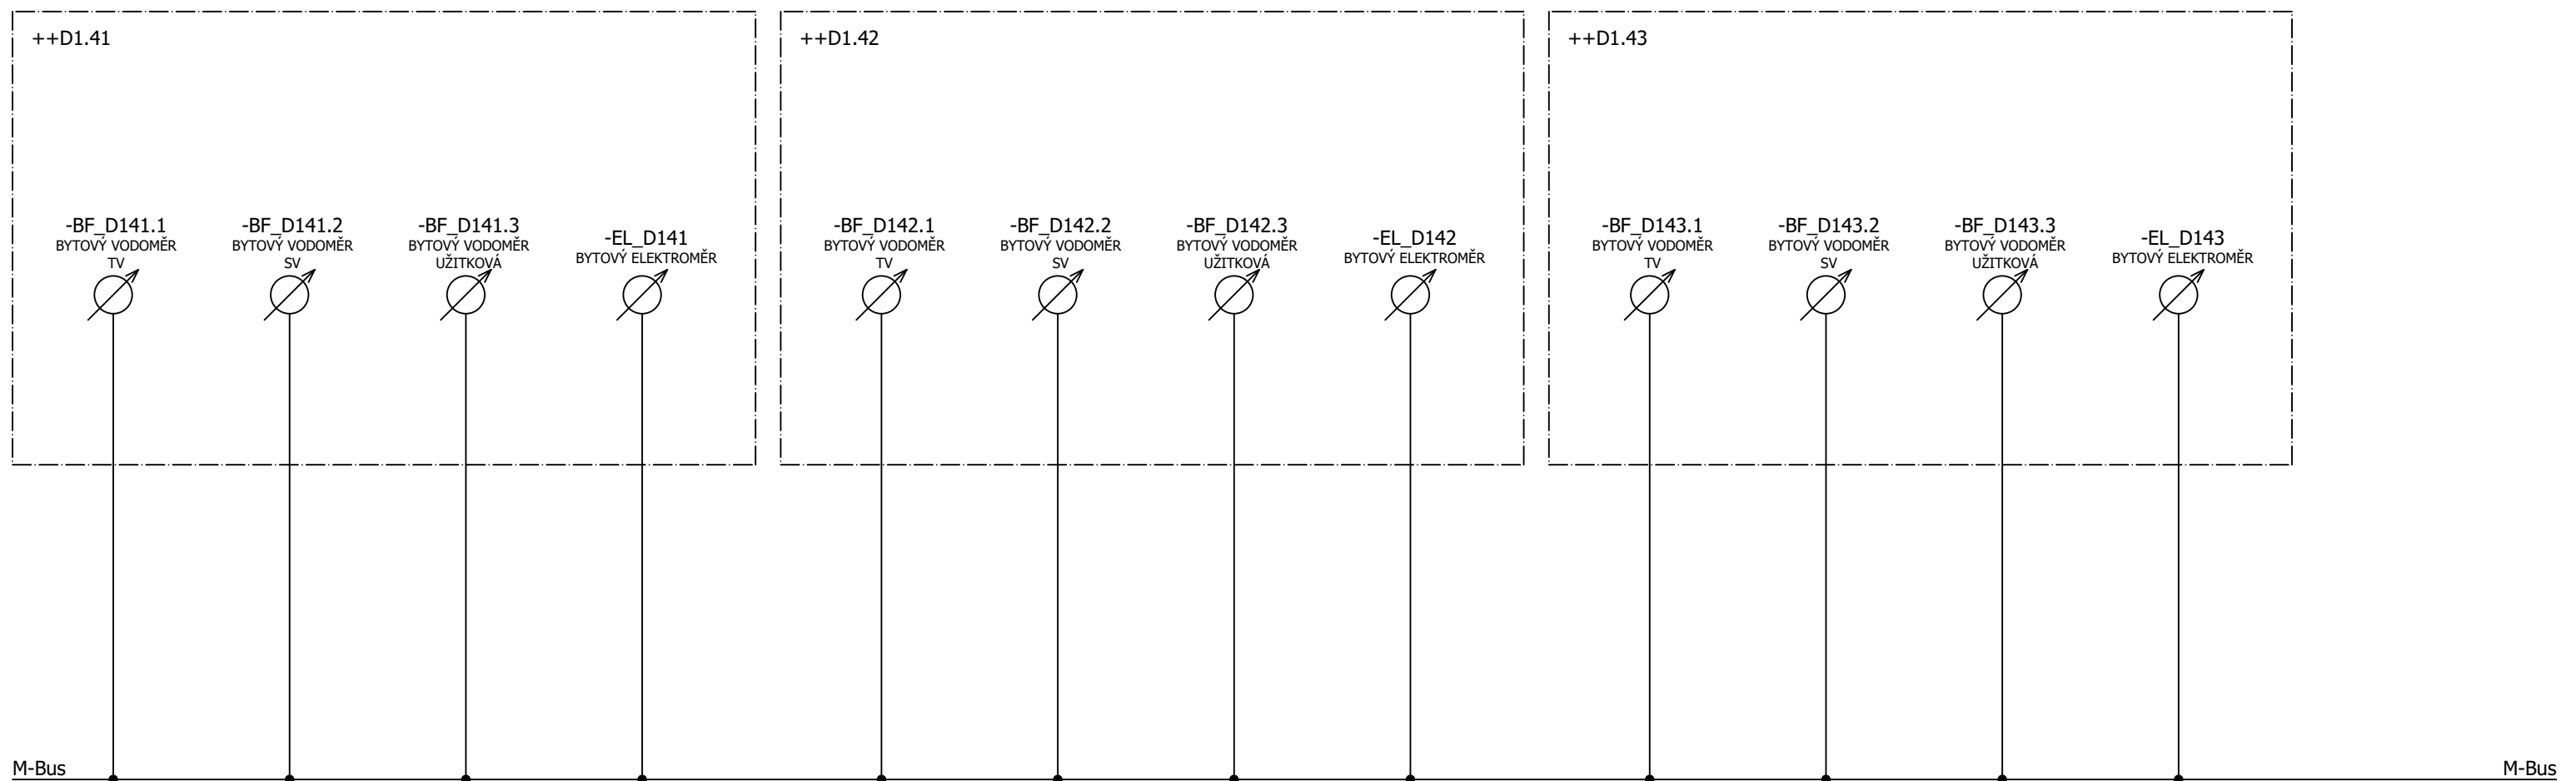 ++D1.41
-BF_D141.1
BYTOVÝ VODOMĚR
TV
-BF_D141.2
BYTOVÝ VODOMĚR
SV
-BF_D141.3
BYTOVÝ VODOMĚR
UŽITKOVÁ
-EL_D141
BYTOVÝ ELEKTROMĚR
++D1.42
-BF_D142.1
BYTOVÝ VODOMĚR
TV
-BF_D142.2
BYTOVÝ VODOMĚR
SV
-BF_D142.3
BYTOVÝ VODOMĚR
UŽITKOVÁ
-EL_D142
BYTOVÝ ELEKTROMĚR
++D1.43
-BF_D143.1
BYTOVÝ VODOMĚR
TV
-BF_D143.2
BYTOVÝ VODOMĚR
SV
-BF_D143.3
BYTOVÝ VODOMĚR
UŽITKOVÁ
-EL_D143
BYTOVÝ ELEKTROMĚR
M-Bus
M-Bus